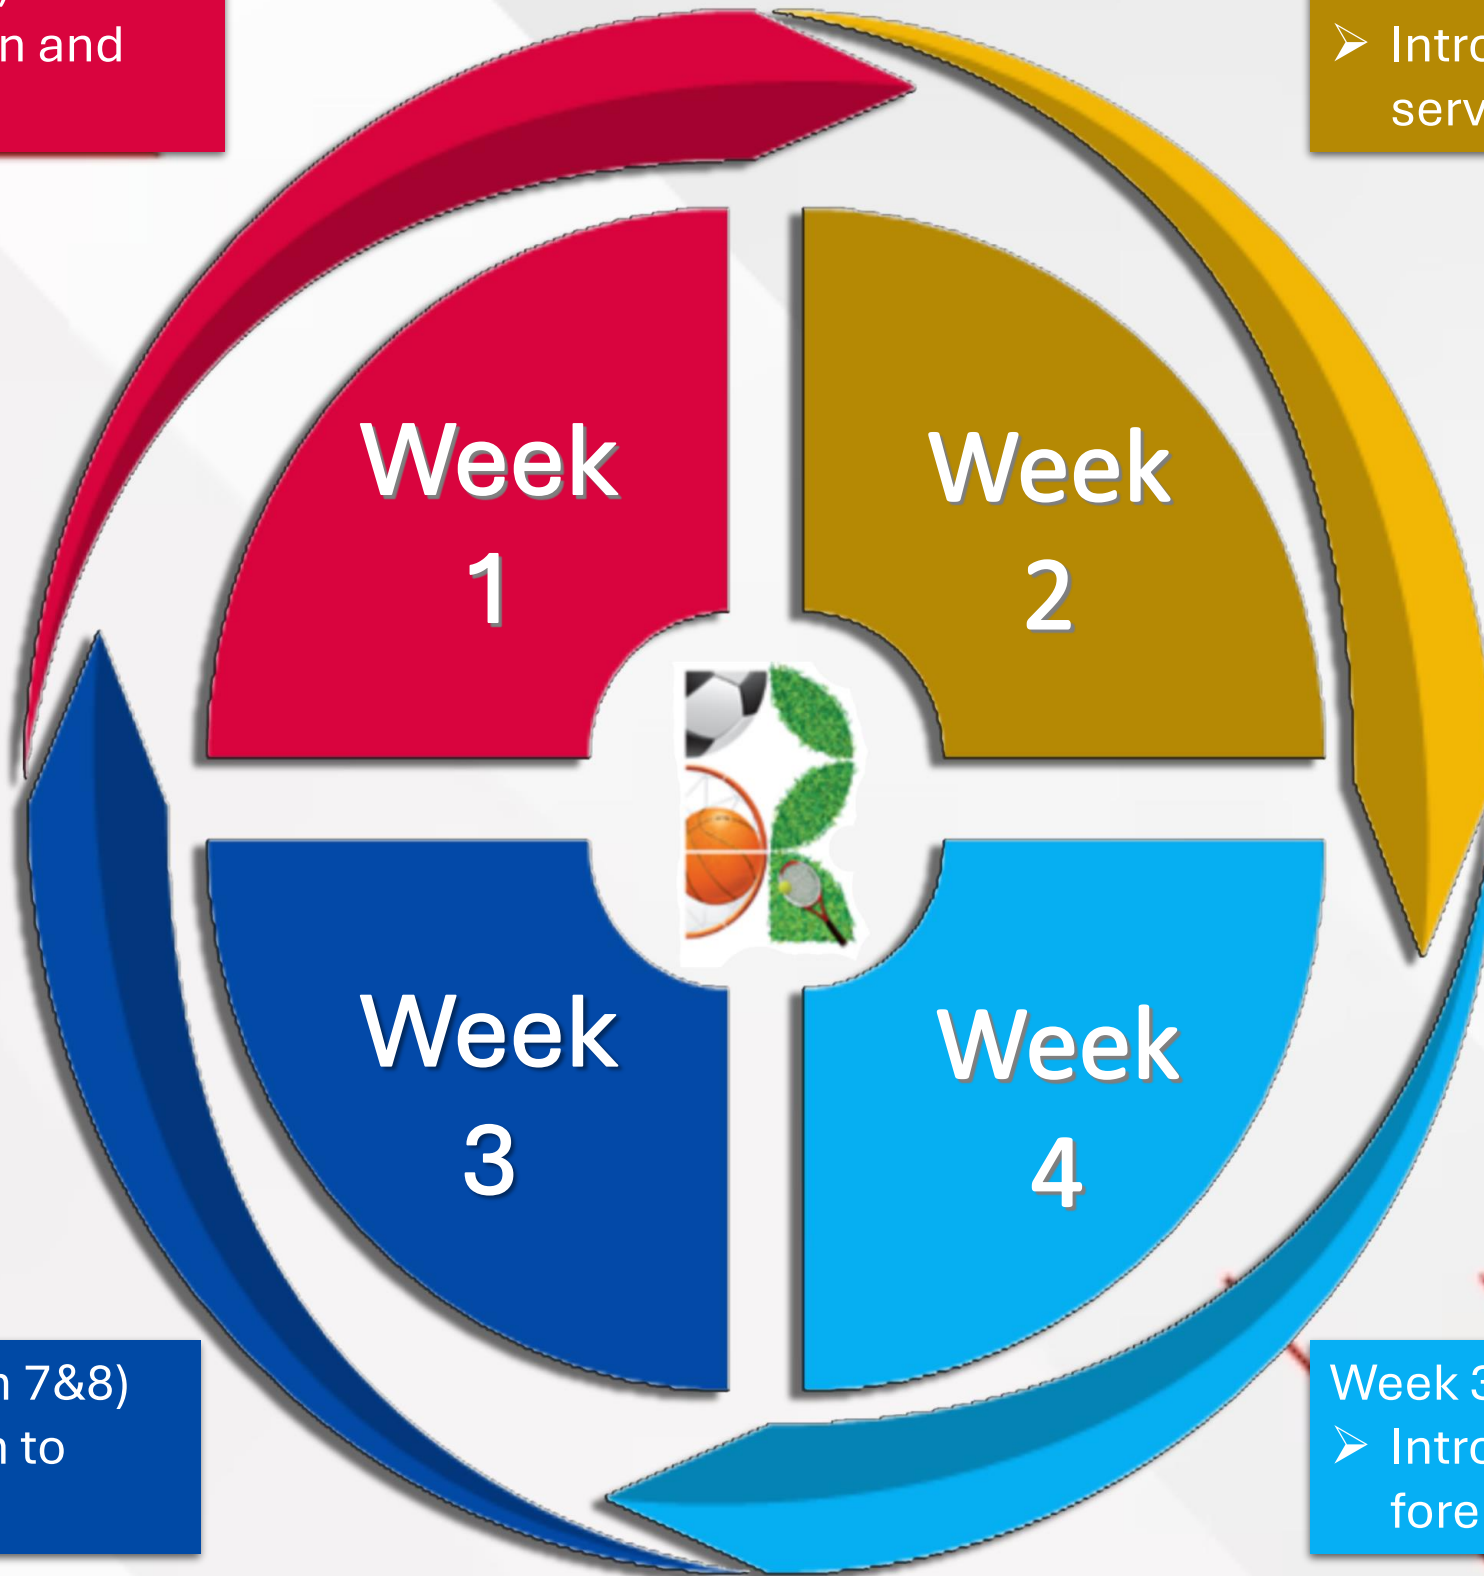 n and
➢ Intro
serv
Week
1
Week
2
Week
3
Week
4
n 7&8)
n to
Week 3
➢ Intro
fore